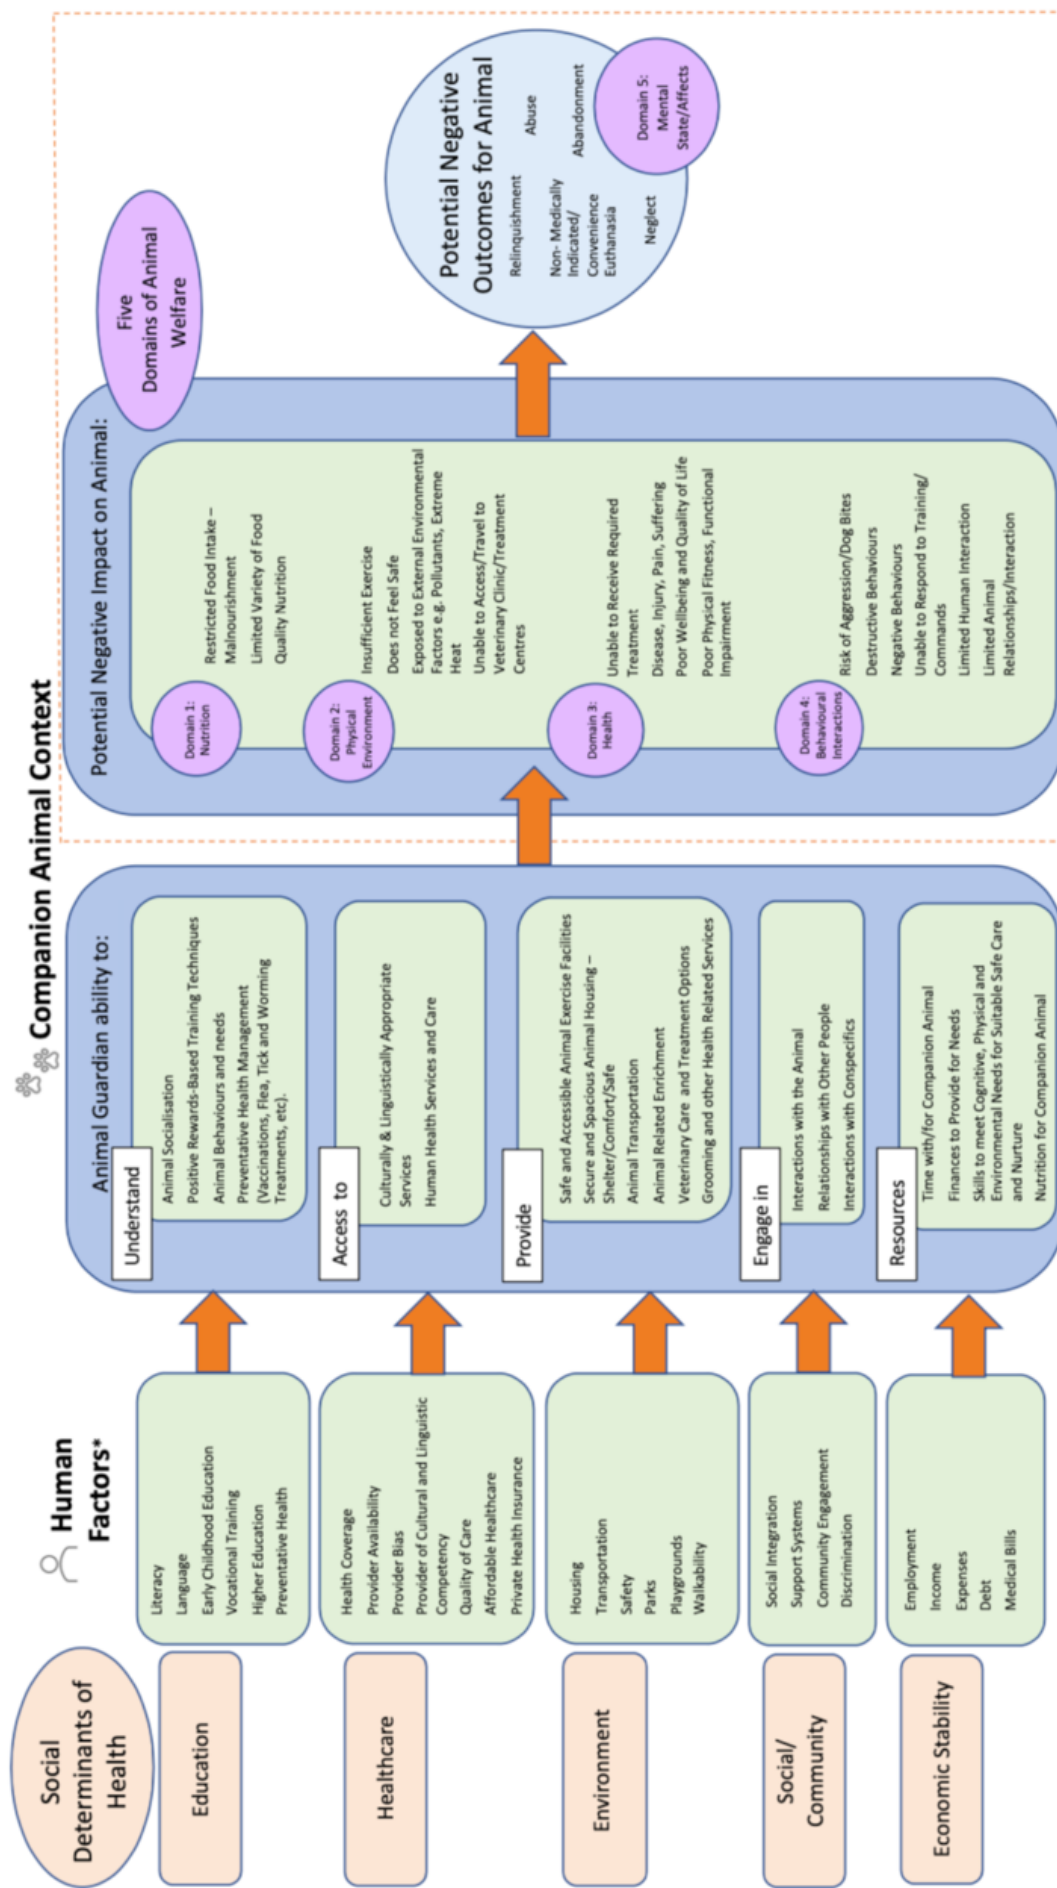 Companion Animal Context
Human
Factors*
Social
Determinants of
Health
Education
Healthcare
Environment
Social/
Community
Economic Stability
Literacy
Language
Early Childhood Education
Vocational Training
Higher Education
Preventative Health
Health Coverage
Provider Availability
Provider Bias
Provider of Cultural and Linguistic
Competency
Quality of Care
Affordable Healthcare
Private Health Insurance
Housing
Transportation
Safety
Parks
Playgrounds
Walkability
Social Integration
Support Systems
Community Engagement
Discrimination
Employment
Income
Expenses
Debt
Medical Bills
Animal Guardian ability to:
Understand
Animal Socialisation
Positive Rewards-Based Training Techniques
Animal Behaviours and needs
Preventative Health Management
(Vaccinations, Flea, Tick and Worming
Treatments, etc).
Access to
Culturally & Linguistically Appropriate
Services
Human Health Services and Care
Provide
Safe and Accessible Animal Exercise Facilities
Secure and Spacious Animal Housing –
Shelter/Comfort/Safe
Animal Transportation
Animal Related Enrichment
Veterinary Care and Treatment Options
Grooming and other Health Related Services
Engage in
Interactions with the Animal
Relationships with Other People
Interactions with Conspecifics
Resources
Time with/for Companion Animal
Finances to Provide for Needs
Skills to meet Cognitive, Physical and
Environmental Needs for Suitable Safe Care
and Nurture
Nutrition for Companion Animal
Potential Negative Impact on Animal:
Five
Domains of Animal
Welfare
Domain 1:
Nutrition
Restricted Food Intake –
Malnourishment
Limited Variety of Food
Quality Nutrition
Domain 2:
Physical
Environment
Insufficient Exercise
Does not Feel Safe
Exposed to External Environmental
Factors e.g. Pollutants, Extreme
Heat
Unable to Access/Travel to
Veterinary Clinic/Treatment
Centres
Domain 3:
Health
Unable to Receive Required
Treatment
Disease, Injury, Pain, Suffering
Poor Wellbeing and Quality of Life
Poor Physical Fitness, Functional
Impairment
Domain 4:
Behavioural
Interactions
Risk of Aggression/Dog Bites
Destructive Behaviours
Negative Behaviours
Unable to Respond to Training/
Commands
Limited Human Interaction
Limited Animal
Relationships/Interaction
Potential Negative
Outcomes for Animal
Relinquishment
Abuse
Non- Medically
Indicated/
Convenience
Euthanasia
Abandonment
Neglect
Domain 5:
Mental
State/Affects